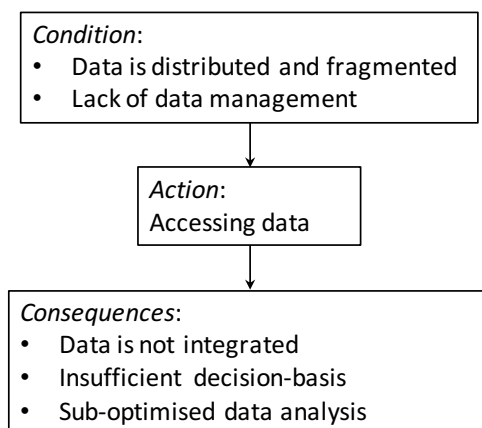 Condition:
• Data is distributed and fragmented
• Lack of data management
Action:
Accessing data
Consequences:
• Data is not integrated
• Insufficient decision-basis
• Sub-optimised data analysis